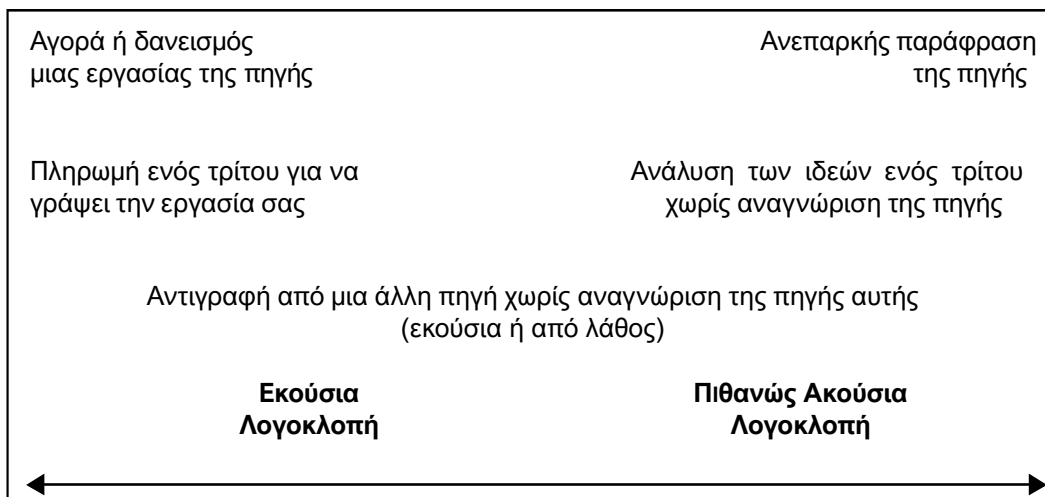 Αγορά ή δανεισμός
μιας εργασίας της πηγής
Ανεπαρκής παράφραση
της πηγής
Πληρωμή ενός τρίτου για να
γράψει την εργασία σας
Ανάλυση των ιδεών ενός τρίτου
χωρίς αναγνώριση της πηγής
Αντιγραφή από μια άλλη πηγή χωρίς αναγνώριση της πηγής αυτής
(εκούσια ή από λάθος)
Εκούσια
Λογοκλοπή
Πιθανώς Ακούσια
Λογοκλοπή